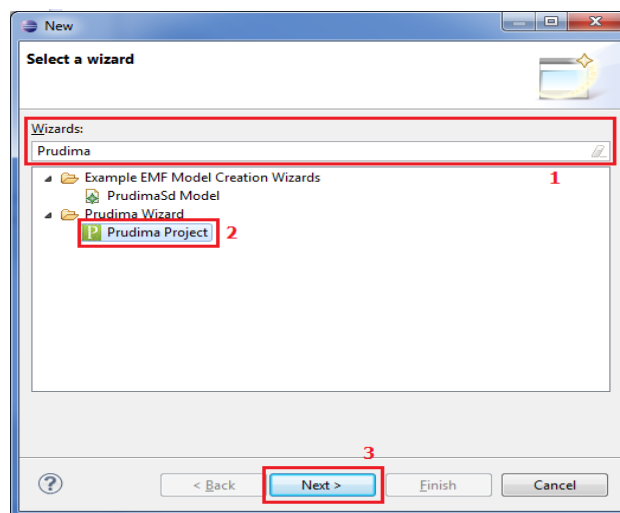 New
Select a wizard
Wizards:
Prudima
1
Example EMF Model Creation Wizards
PrudimaSd Model
Prudima Wizard
P Prudima Project 2
3
? < Back Next > Finish Cancel